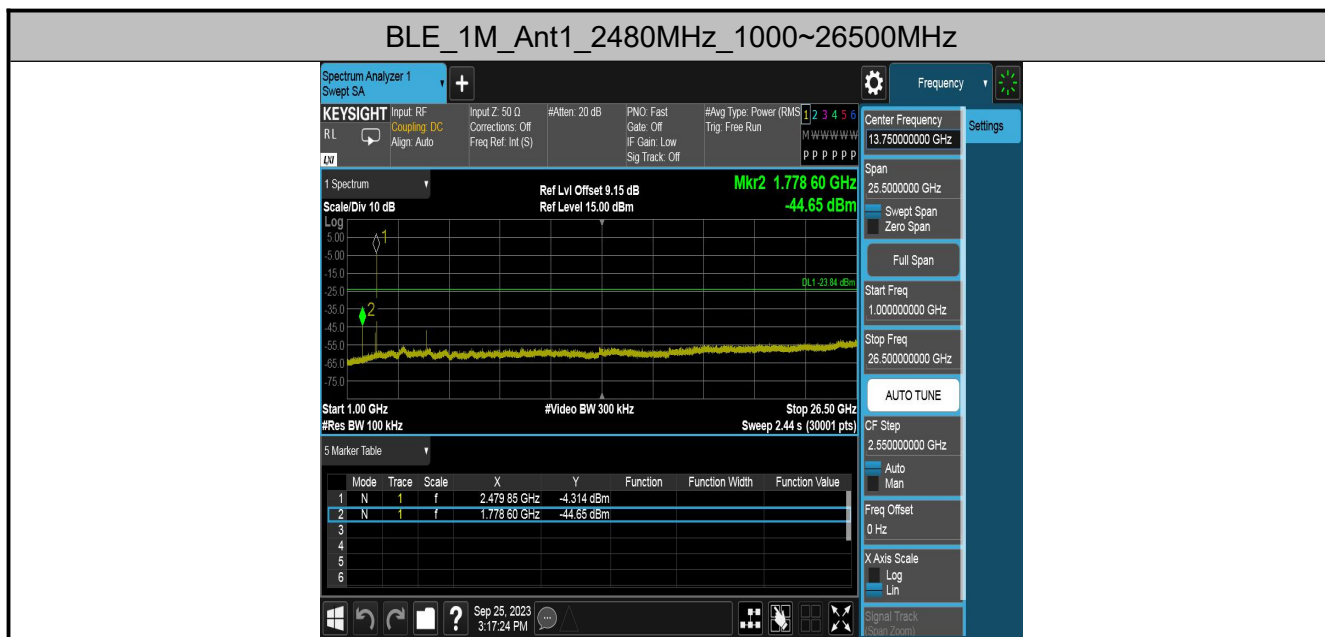 BLE_1M_Ant1_2480MHz_1000~26500MHz
Spectrum Analyzer 1
Swept SA
Frequency
KEYSIGHT
RL
LXI
Input: RF
Coupling: DC
Align: Auto
Input Z: 50 Ω
Corrections: Off
Freq Ref: Int (S)
#Atten: 20 dB
PNO: Fast
Gate: Off
IF Gain: Low
Sig Track: Off
#Avg Type: Power (RMS
Trig: Free Run
1 2 3 4 5 6
M W W W W W
P P P P P P
1 Spectrum
Scale/Div 10 dB
Ref Lvl Offset 9.15 dB
Ref Level 15.00 dBm
Mkr2 1.778 60 GHz
-44.65 dBm
Log
5.00
-5.00
-15.0
-25.0
-35.0
-45.0
-55.0
-65.0
-75.0
1
2
DL1 -23.84 dBm
Start 1.00 GHz
#Video BW 300 kHz
Stop 26.50 GHz
#Res BW 100 kHz
Sweep 2.44 s (30001 pts)
5 Marker Table
Mode Trace Scale X Y Function Function Width Function Value
1 N 1 f 2.479 85 GHz -4.314 dBm
2 N 1 f 1.778 60 GHz -44.65 dBm
3
4
5
6
?
Sep 25, 2023
3:17:24 PM
Center Frequency
13.750000000 GHz
Settings
Span
25.5000000 GHz
Swept Span
Zero Span
Full Span
Start Freq
1.000000000 GHz
Stop Freq
26.500000000 GHz
AUTO TUNE
CF Step
2.550000000 GHz
Auto
Man
Freq Offset
0 Hz
X Axis Scale
Log
Lin
Signal Track
(Span Zoom)